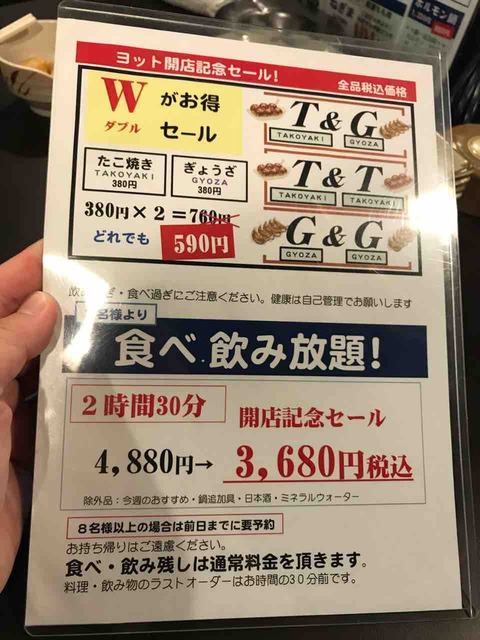 ヨット開店記念セール!
全品税込価格
Wがお得
ダブル セール
T & G
TAKOYAKI GYOZA
たこ焼き
TAKOYAKI
380円
ぎょうざ
GYOZA
380円
T & T
TAKOYAKI TAKOYAKI
380円×2=760円
どれでも 590円
G & G
GYOZA GYOZA
・食べ過ぎにご注意ください。健康は自己管理でお願いします
名様より
食べ.飲み放題!
2時間30分
開店記念セール
4,880円→ 3,680円税込
除外品:今週のおすすめ・鍋追加具・日本酒・ミネラルウォーター
8名様以上の場合は前日までに要予約
お持ち帰りはご遠慮ください。
食べ・飲み残しは通常料金を頂きます。
料理・飲み物のラストオーダーはお時間の30分前です。